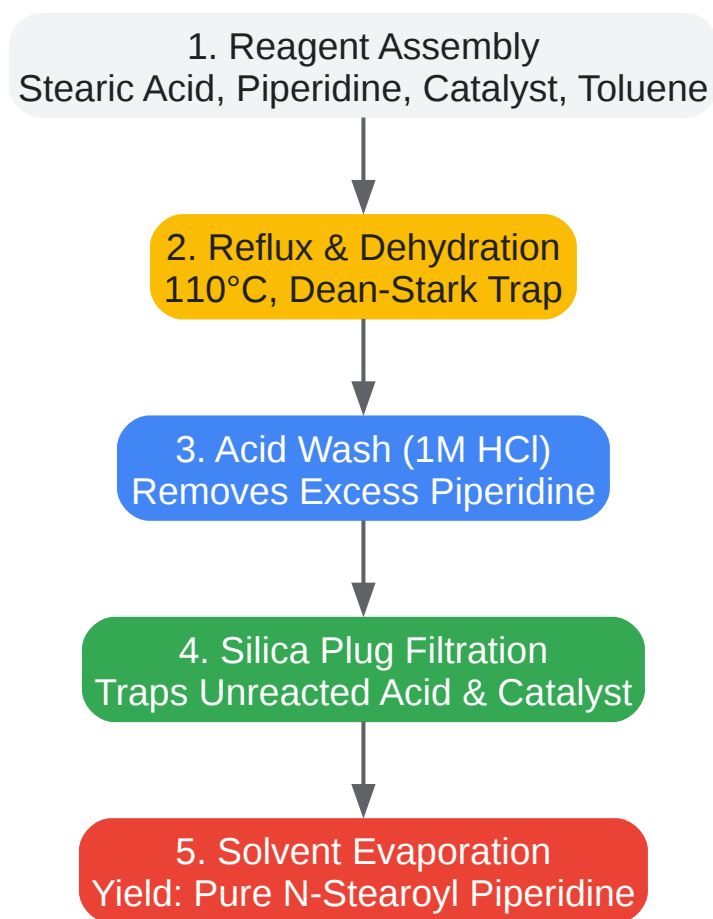 1. Reagent Assembly
Stearic Acid, Piperidine, Catalyst, Toluene
2. Reflux & Dehydration
110°C, Dean-Stark Trap
3. Acid Wash (1M HCl)
Removes Excess Piperidine
4. Silica Plug Filtration
Traps Unreacted Acid & Catalyst
5. Solvent Evaporation
Yield: Pure N-Stearoyl Piperidine